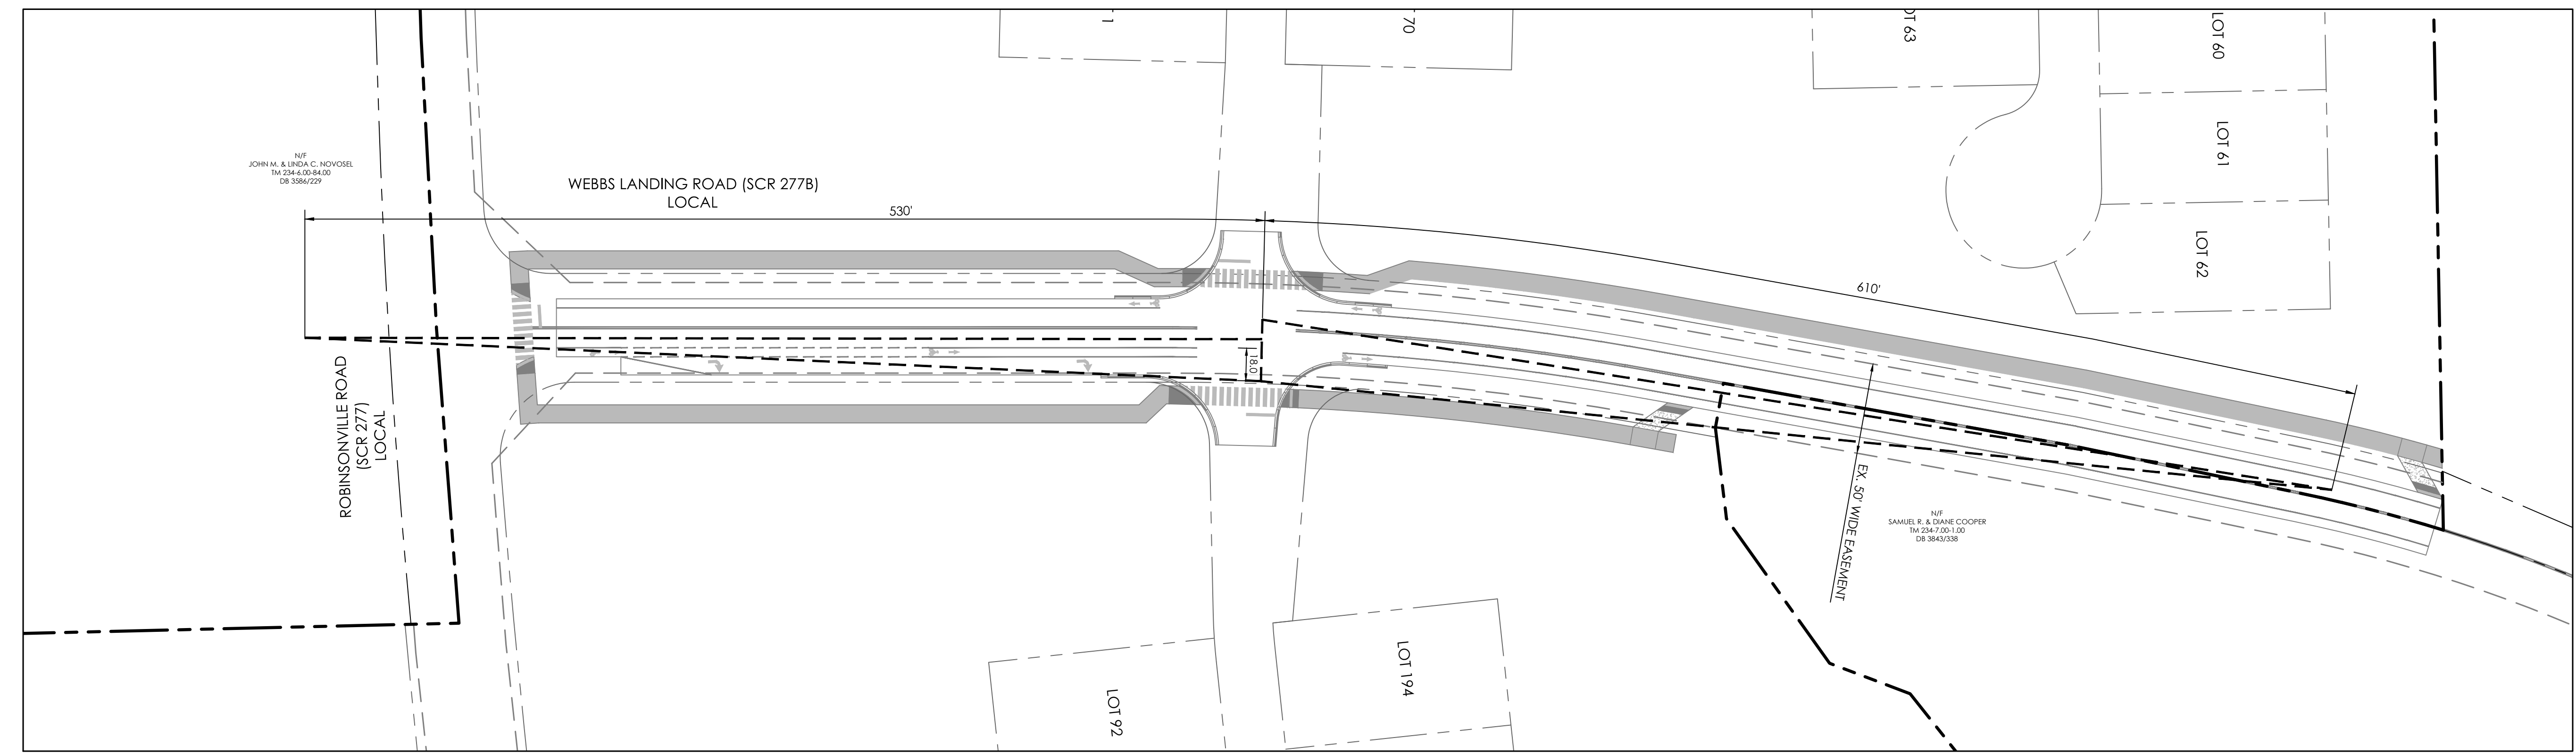 1
70
OT 63
LOT 60
LOT 61
LOT 62
N/F
JOHN M. & LINDA C. NOVOSEL
TM 234-6.00-84.00
DB 3586/229
WEBBS LANDING ROAD (SCR 277B)
LOCAL
530'
610'
18.0'
ROBINSONVILLE ROAD
(SCR 277)
LOCAL
EX. 50' WIDE EASEMENT
N/F
SAMUEL R. & DIANE COOPER
TM 234-7.00-1.00
DB 3843/338
LOT 194
LOT 92